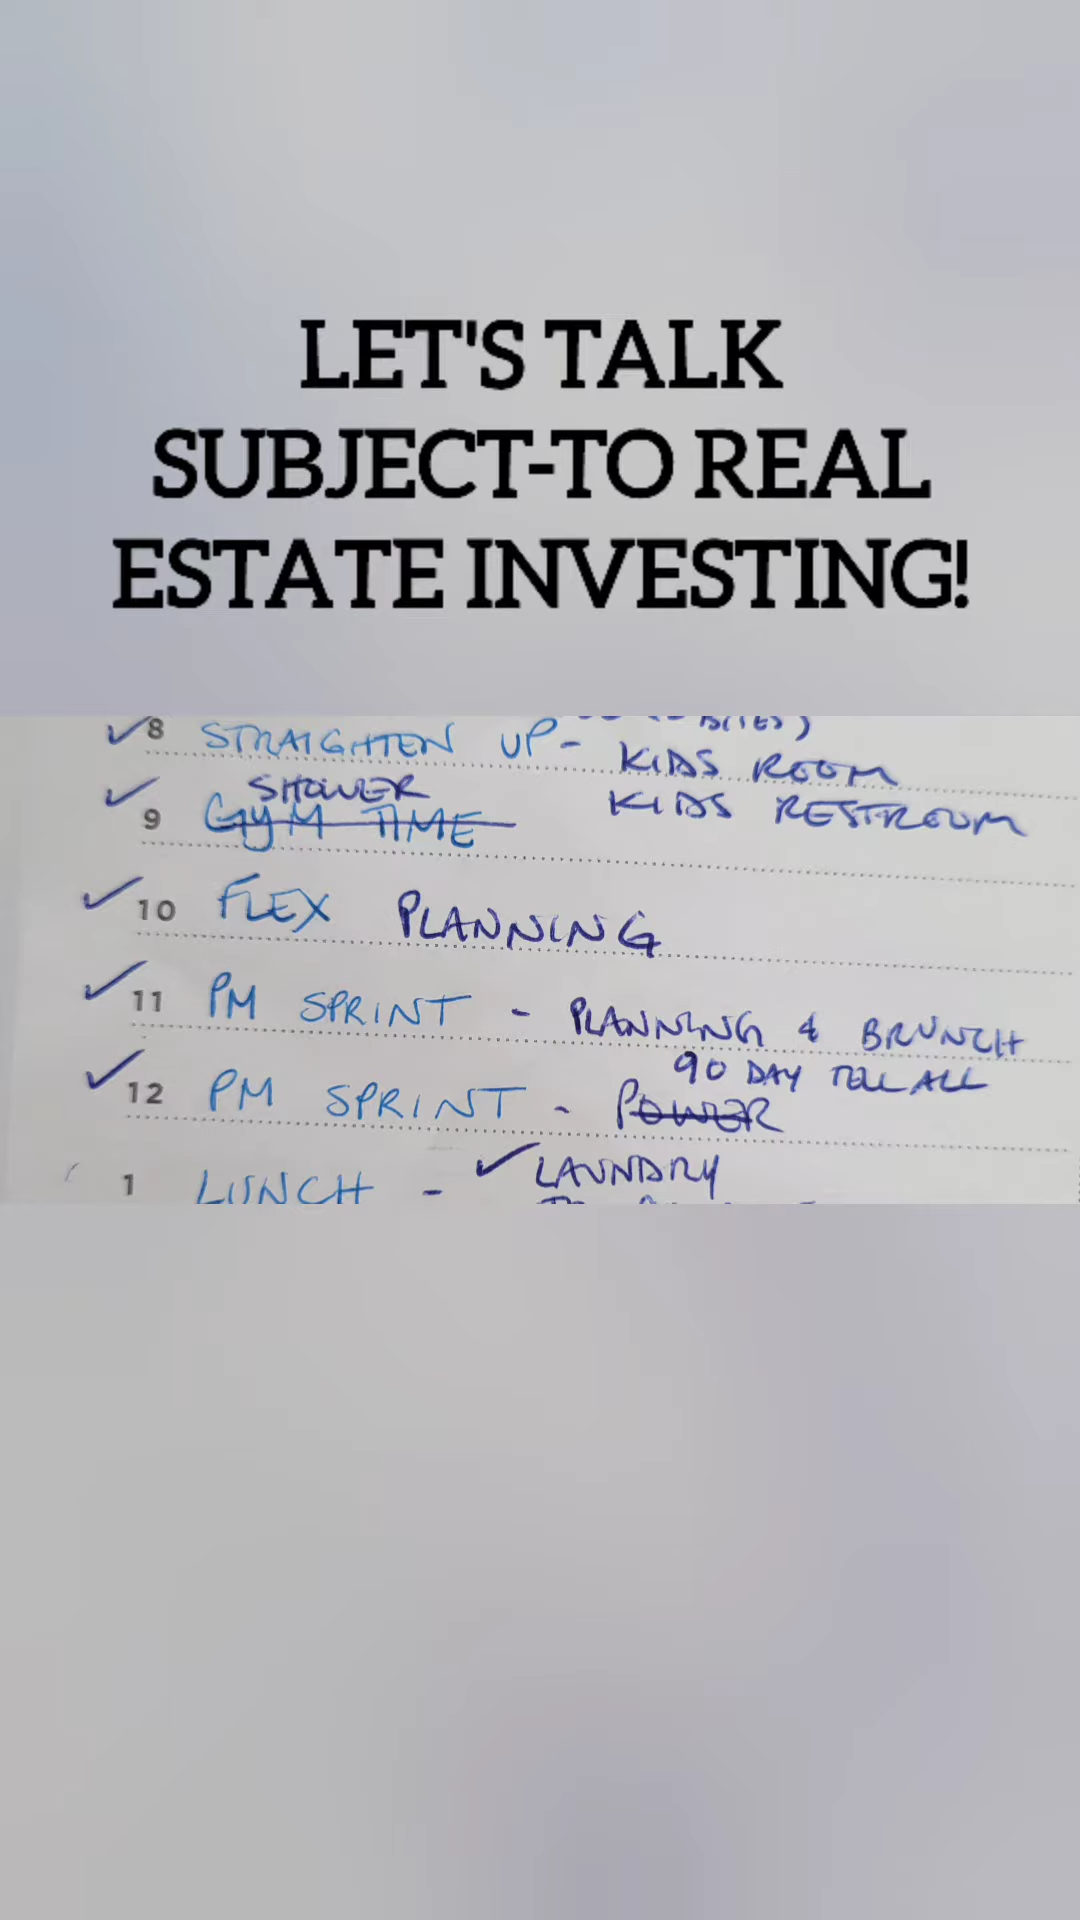 LET'S TALK
SUBJECT-TO REAL
ESTATE INVESTING!
8 STRAIGHTEN UP - KIDS ROOM
SHOWER
9 GYM TIME KIDS RESTROOM
10 FLEX PLANNING
11 PM SPRINT - PLANNING & BRUNCH
90 DAY TELL ALL
12 PM SPRINT - POWER
1 LUNCH - LAUNDRY